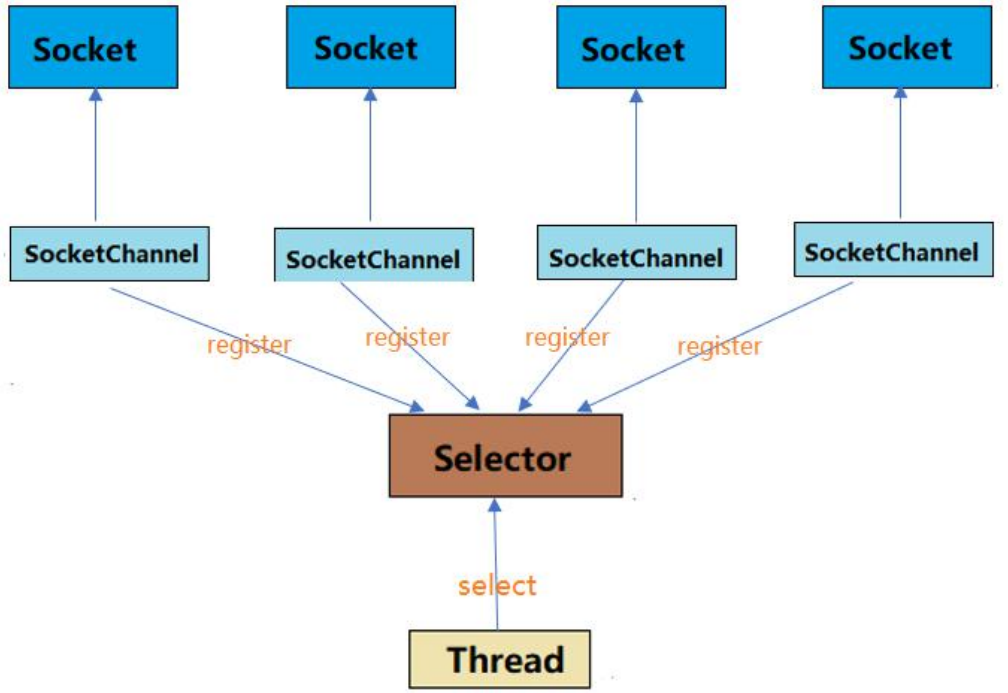 Socket
Socket
Socket
Socket
SocketChannel
SocketChannel
SocketChannel
SocketChannel
register
register
register
register
Selector
select
Thread